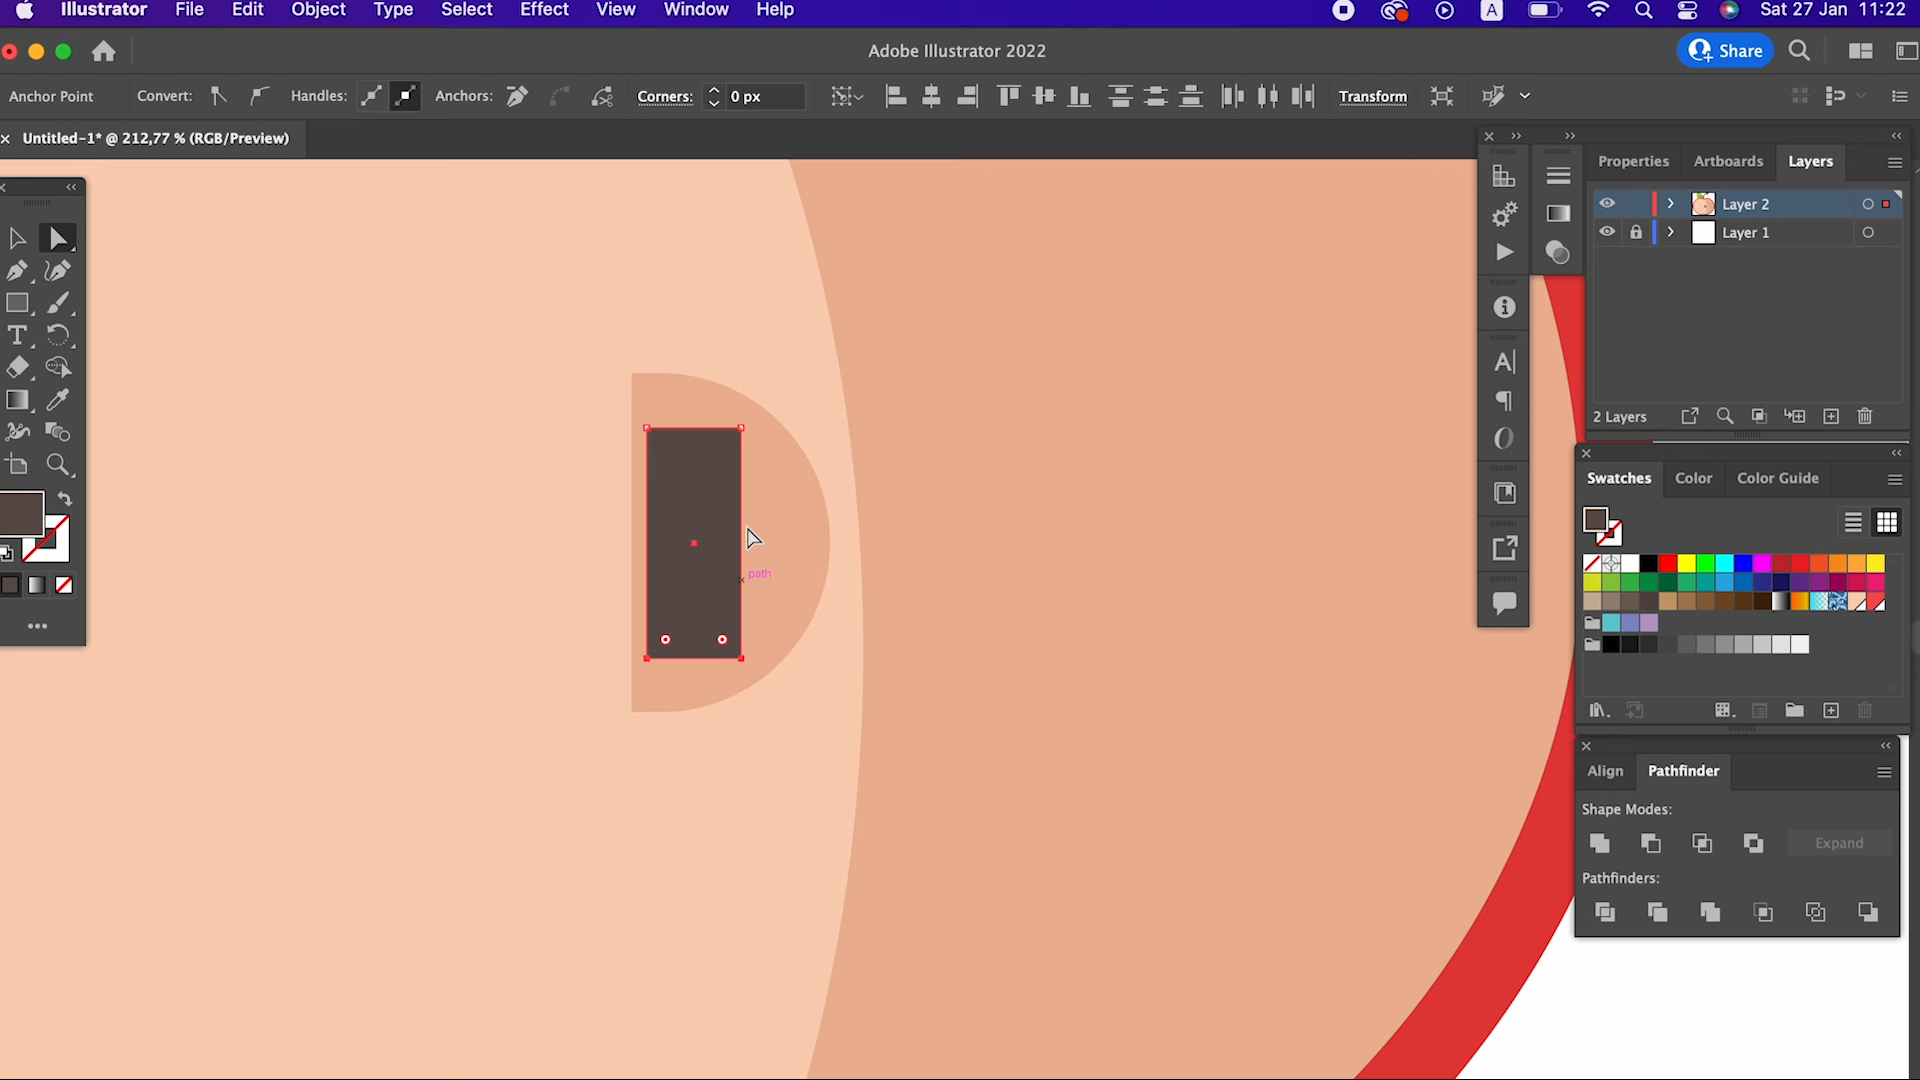 Illustrator File Edit Object Type Select Effect View Window Help
A
Sat 27 Jan 11:22
Adobe Illustrator 2022
Share
Anchor Point Convert: Handles: Anchors: Corners: 0 px Transform
Untitled-1* @ 212,77 % (RGB/Preview)
Properties Artboards Layers
Layer 2
Layer 1
2 Layers
Swatches Color Color Guide
path
Align Pathfinder
Shape Modes:
Expand
Pathfinders: